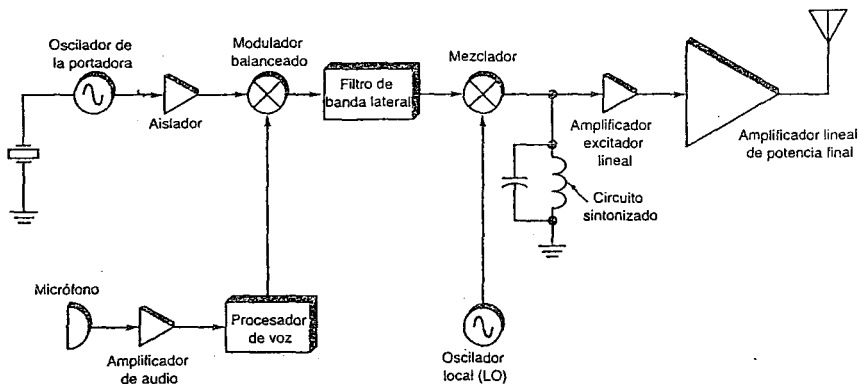 Oscilador de
la portadora
Aislador
Modulador
balanceado
Filtro de
banda lateral
Mezclador
Amplificador
excitador
lineal
Amplificador lineal
de potencia final
Circuito
sintonizado
Micrófono
Amplificador
de audio
Procesador
de voz
Oscilador
local (LO)